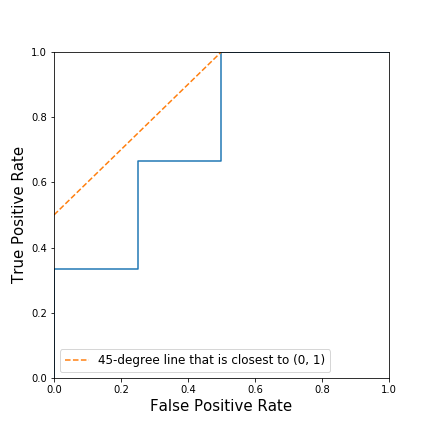 1.0
0.8
0.6
0.4
0.2
0.0
True Positive Rate
45-degree line that is closest to (0, 1)
0.0 0.2 0.4 0.6 0.8 1.0
False Positive Rate